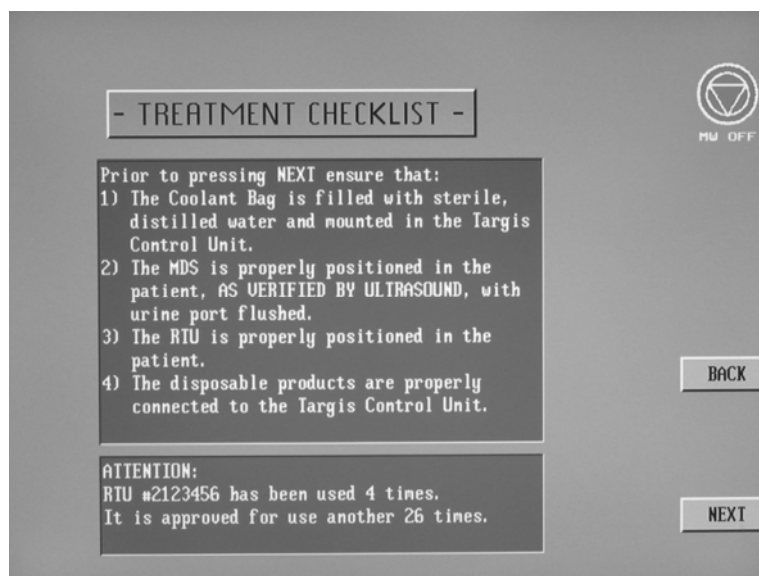 - TREATMENT CHECKLIST -
MW OFF
Prior to pressing NEXT ensure that:
1) The Coolant Bag is filled with sterile,
distilled water and mounted in the Targis
Control Unit.
2) The MDS is properly positioned in the
patient, AS VERIFIED BY ULTRASOUND, with
urine port flushed.
3) The RTU is properly positioned in the
patient.
4) The disposable products are properly
connected to the Targis Control Unit.
BACK
ATTENTION:
RTU #2123456 has been used 4 times.
It is approved for use another 26 times.
NEXT